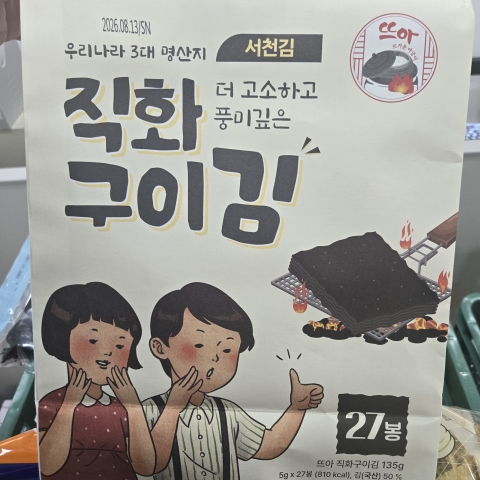 2026.08.13/SN
우리나라 3대 명산지
서천김
뜨아
더 고소하고
풍미깊은
직화
구이김
27봉
뜨아 직화구이김 135g
5g x 27봉 (810 kcal), 김(국산) 50 %